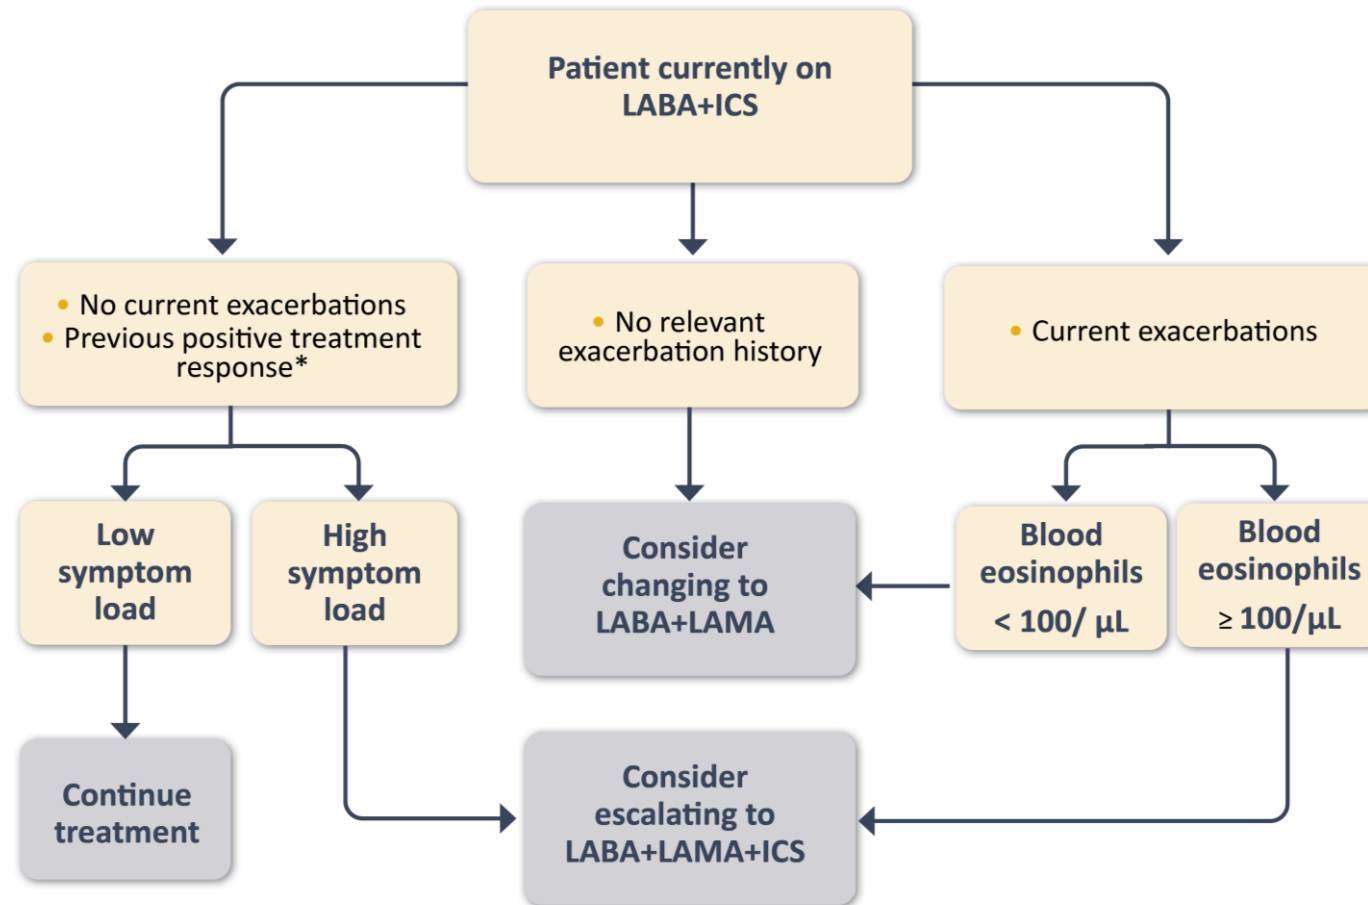 Patient currently on
LABA+ICS
• No current exacerbations
• Previous positive treatment
response*
• No relevant
exacerbation history
• Current exacerbations
Low
symptom
load
High
symptom
load
Consider
changing to
LABA+LAMA
Blood
eosinophils
< 100/ µL
Blood
eosinophils
≥ 100/µL
Continue
treatment
Consider
escalating to
LABA+LAMA+ICS